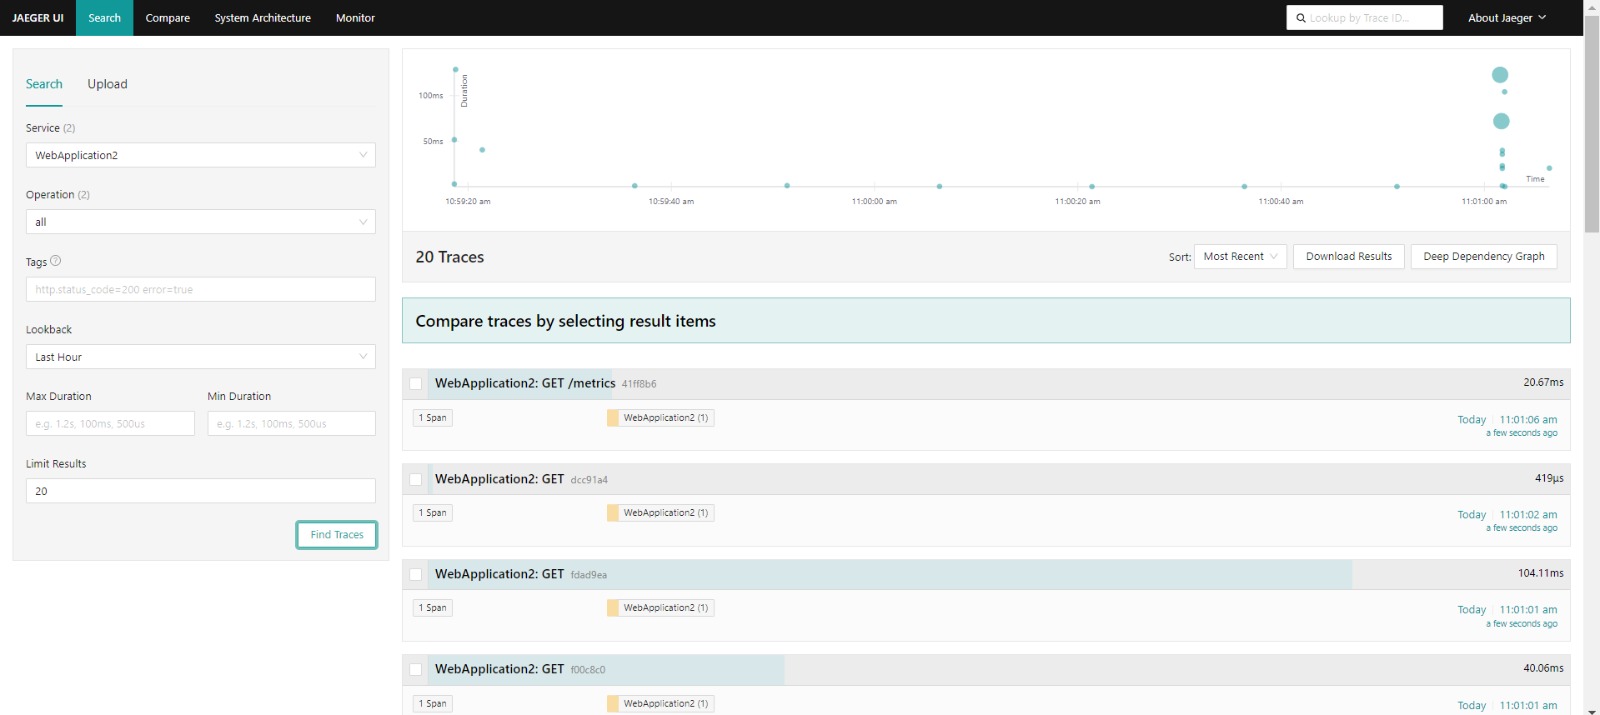 JAEGER UI Search Compare System Architecture Monitor Lookup by Trace ID... About Jaeger
Search Upload
Service (2)
WebApplication2
Operation (2)
all
Tags
http.status_code=200 error=true
Lookback
Last Hour
Max Duration Min Duration
e.g. 1.2s, 100ms, 500us e.g. 1.2s, 100ms, 500us
Limit Results
20
Find Traces
Duration
100ms
50ms
Time
10:59:20 am 10:59:40 am 11:00:00 am 11:00:20 am 11:00:40 am 11:01:00 am
20 Traces Sort: Most Recent Download Results Deep Dependency Graph
Compare traces by selecting result items
WebApplication2: GET /metrics 41ff8b6 20.67ms
1 Span WebApplication2 (1) Today 11:01:06 am
a few seconds ago
WebApplication2: GET dcc91a4 419μs
1 Span WebApplication2 (1) Today 11:01:02 am
a few seconds ago
WebApplication2: GET fdad9ea 104.11ms
1 Span WebApplication2 (1) Today 11:01:01 am
a few seconds ago
WebApplication2: GET f00c8c0 40.06ms
1 Span WebApplication2 (1) Today 11:01:01 am